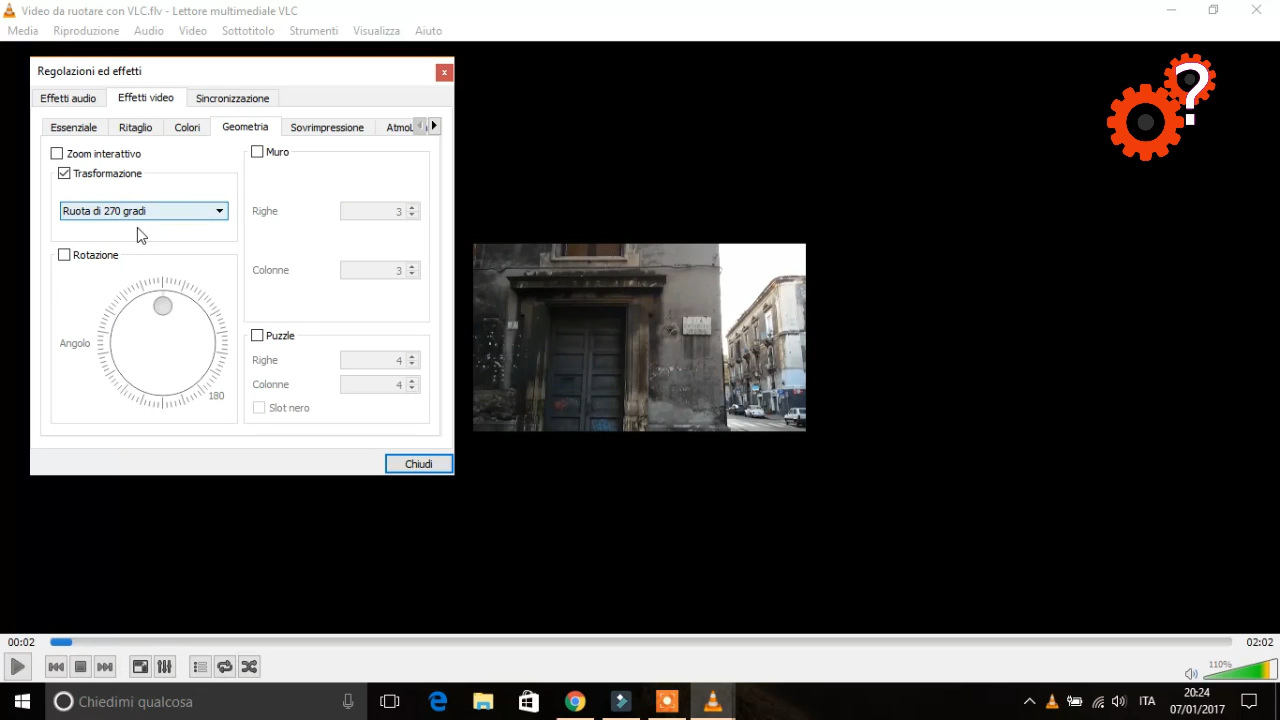 Video da ruotare con VLC.flv - Lettore multimediale VLC
Media Riproduzione Audio Video Sottotitolo Strumenti Visualizza Aiuto
Regolazioni ed effetti
Effetti audio Effetti video Sincronizzazione
Essenziale Ritaglio Colori Geometria Sovrimpressione
Zoom interattivo
Trasformazione
Ruota di 270 gradi
Rotazione
Angolo
180
Muro
Righe 3
Colonne 3
Puzzle
Righe 4
Colonne 4
Slot nero
Chiudi
?
00:02 02:02
110%
Chiedimi qualcosa
ITA
20:24
07/01/2017